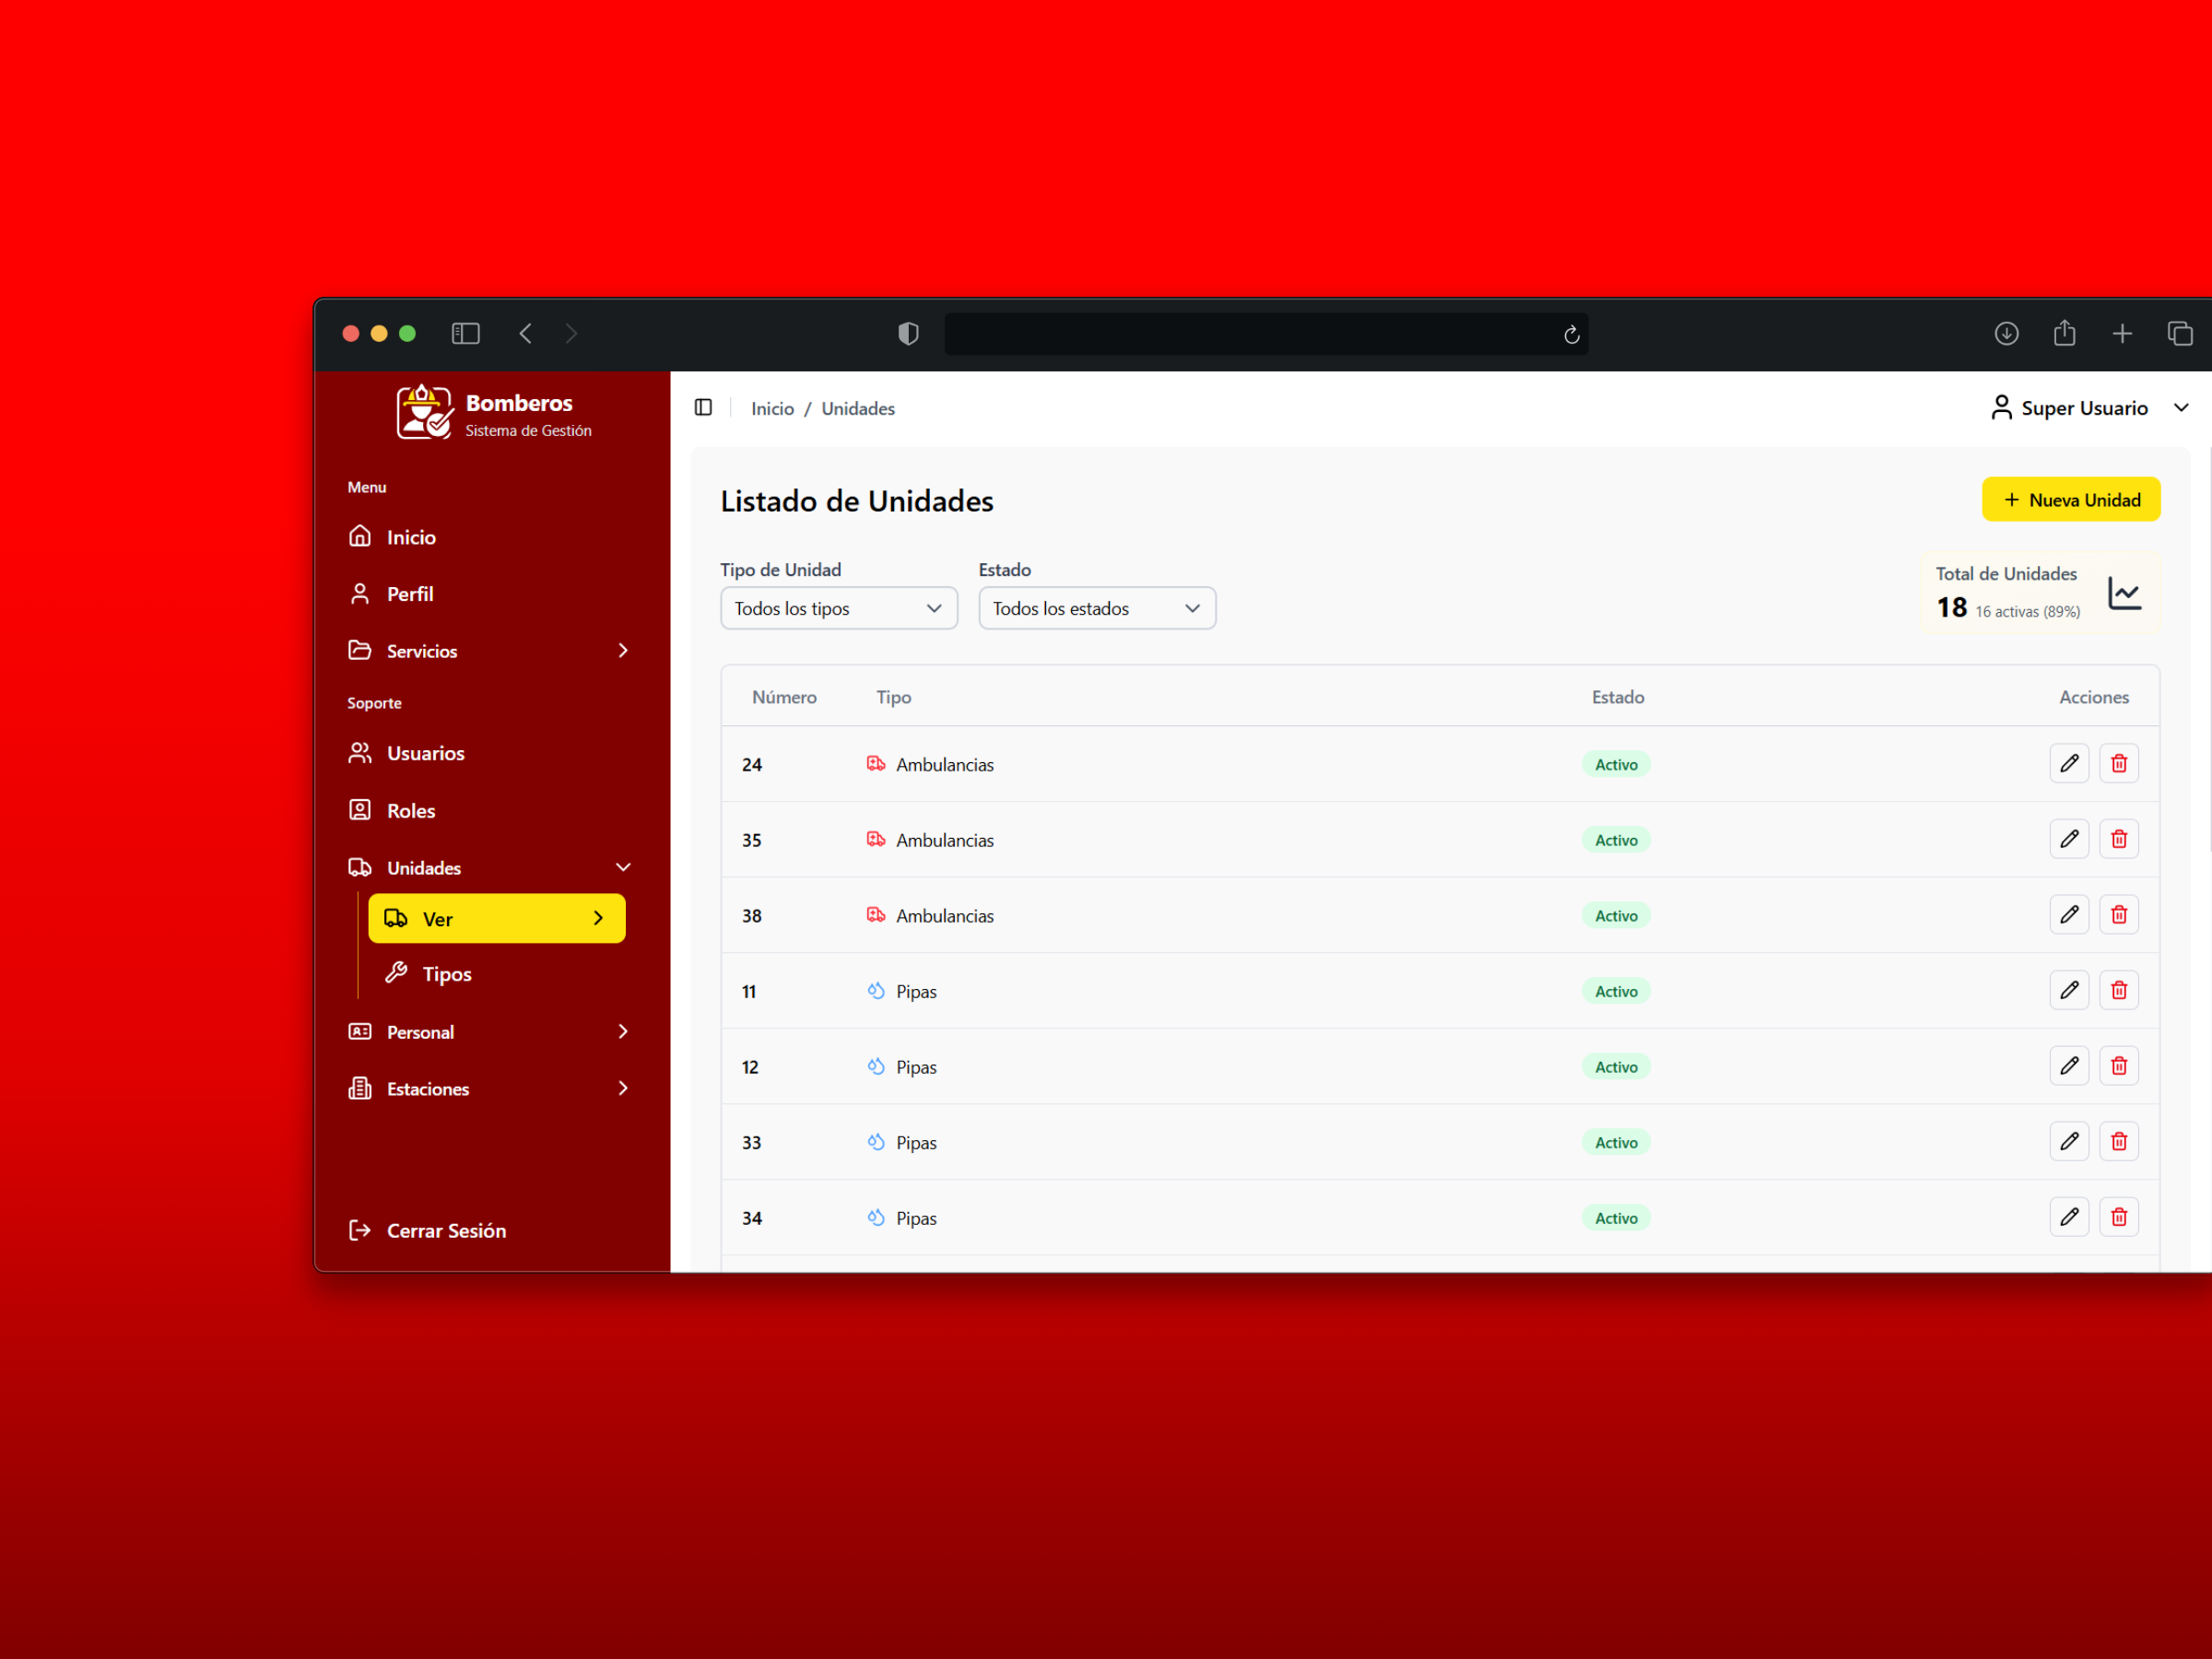 Bomberos
Sistema de Gestión
Menu
Inicio
Perfil
Servicios
Soporte
Usuarios
Roles
Unidades
Ver
Tipos
Personal
Estaciones
Cerrar Sesión
Inicio / Unidades
Super Usuario
Listado de Unidades
+ Nueva Unidad
Tipo de Unidad
Todos los tipos
Estado
Todos los estados
Total de Unidades
18 16 activas (89%)
Número Tipo Estado Acciones
24 Ambulancias Activo
35 Ambulancias Activo
38 Ambulancias Activo
11 Pipas Activo
12 Pipas Activo
33 Pipas Activo
34 Pipas Activo